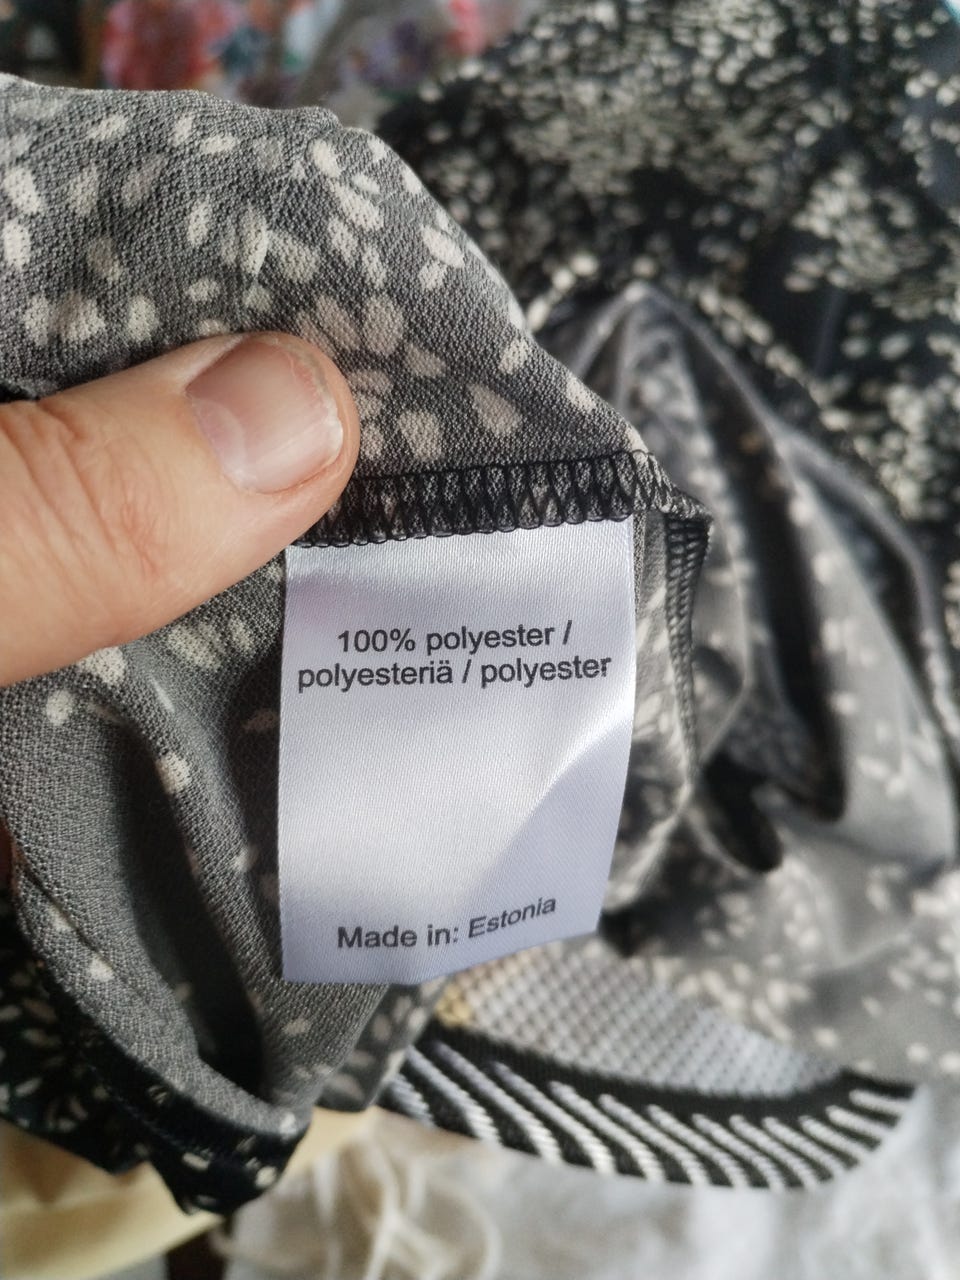 100% polyester /
polyesteriä / polyester
Made in: Estonia